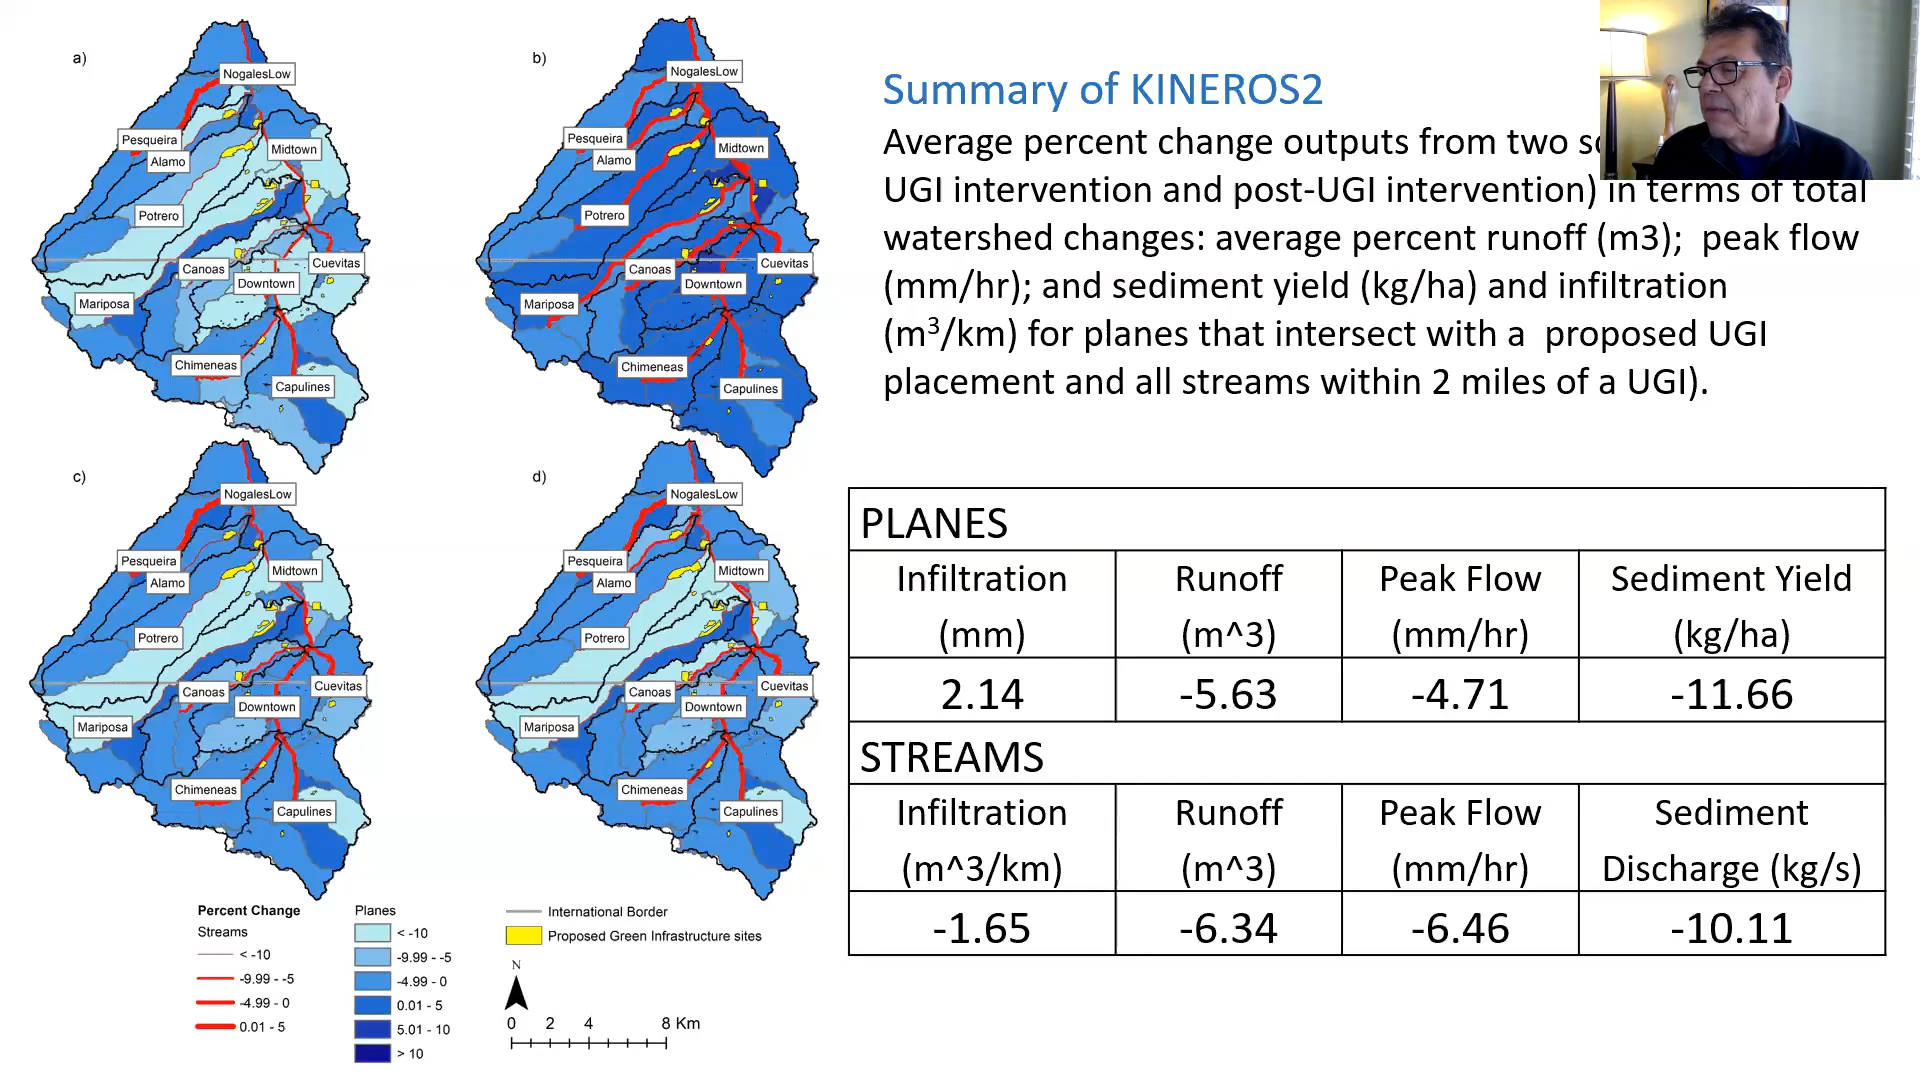 a)
NogalesLow
Pesqueira
Alamo
Midtown
Potrero
Canoas
Cuevitas
Downtown
Mariposa
Chimeneas
Capulines
b)
NogalesLow
Pesqueira
Alamo
Midtown
Potrero
Canoas
Cuevitas
Downtown
Mariposa
Chimeneas
Capulines
c)
NogalesLow
Pesqueira
Alamo
Midtown
Potrero
Canoas
Cuevitas
Downtown
Mariposa
Chimeneas
Capulines
d)
NogalesLow
Pesqueira
Alamo
Midtown
Potrero
Canoas
Cuevitas
Downtown
Mariposa
Chimeneas
Capulines
Percent Change
Streams
< -10
-9.99 - -5
-4.99 - 0
0.01 - 5
Planes
< -10
-9.99 - -5
-4.99 - 0
0.01 - 5
5.01 - 10
> 10
International Border
Proposed Green Infrastructure sites
N
0 2 4 8 Km
Summary of KINEROS2
Average percent change outputs from two
UGI intervention and post-UGI intervention) in terms of total
watershed changes: average percent runoff (m3); peak flow
(mm/hr); and sediment yield (kg/ha) and infiltration
(m³/km) for planes that intersect with a proposed UGI
placement and all streams within 2 miles of a UGI).
PLANES
Infiltration (mm) Runoff (m^3) Peak Flow (mm/hr) Sediment Yield (kg/ha)
2.14 -5.63 -4.71 -11.66
STREAMS
Infiltration (m^3/km) Runoff (m^3) Peak Flow (mm/hr) Sediment Discharge (kg/s)
-1.65 -6.34 -6.46 -10.11